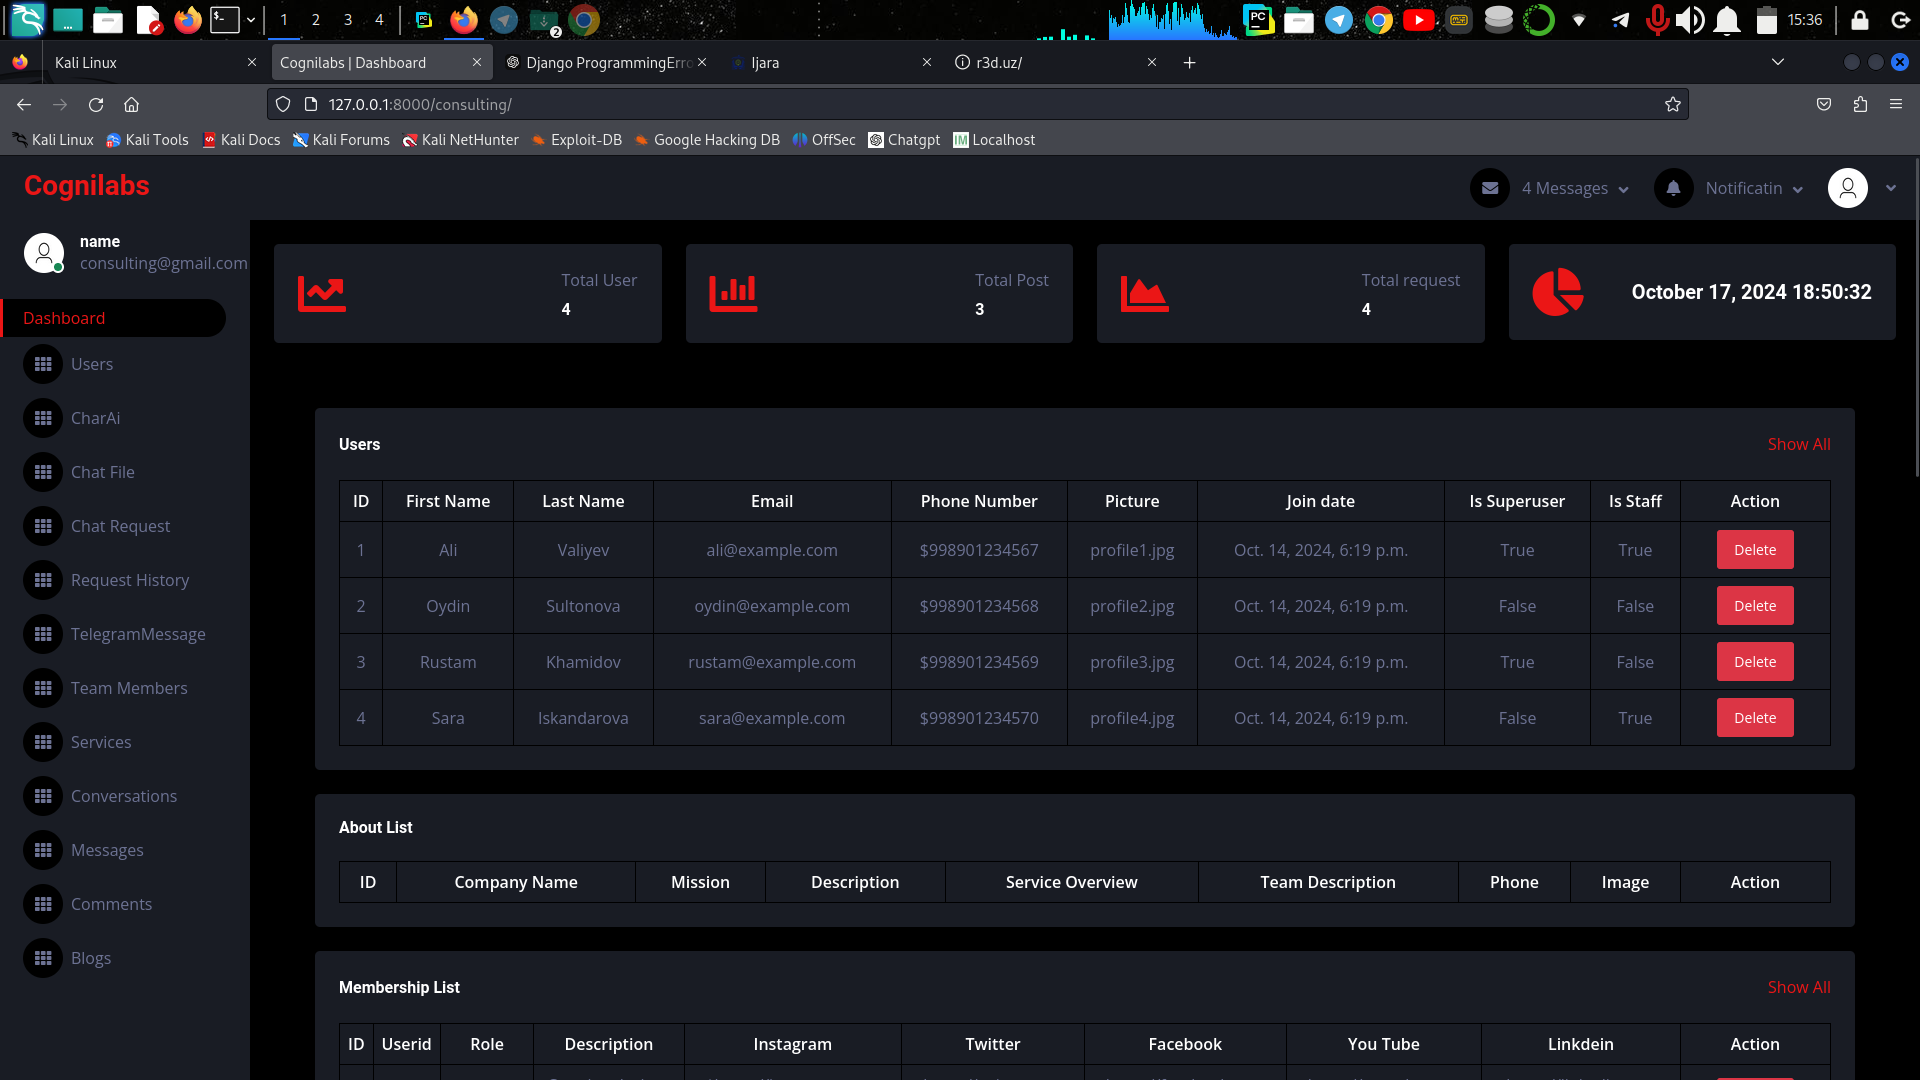 1 2 3 4 15:36
Kali Linux Cognilabs | Dashboard Django ProgrammingErro Ijara r3d.uz/
127.0.0.1:8000/consulting/
Kali Linux Kali Tools Kali Docs Kali Forums Kali NetHunter Exploit-DB Google Hacking DB OffSec Chatgpt IM Localhost
Cognilabs
4 Messages Notificatin
name
consulting@gmail.com
Dashboard
Users
CharAi
Chat File
Chat Request
Request History
TelegramMessage
Team Members
Services
Conversations
Messages
Comments
Blogs
Total User
4
Total Post
3
Total request
4
October 17, 2024 18:50:32
Users Show All
ID First Name Last Name Email Phone Number Picture Join date Is Superuser Is Staff Action
1 Ali Valiyev ali@example.com $998901234567 profile1.jpg Oct. 14, 2024, 6:19 p.m. True True Delete
2 Oydin Sultonova oydin@example.com $998901234568 profile2.jpg Oct. 14, 2024, 6:19 p.m. False False Delete
3 Rustam Khamidov rustam@example.com $998901234569 profile3.jpg Oct. 14, 2024, 6:19 p.m. True False Delete
4 Sara Iskandarova sara@example.com $998901234570 profile4.jpg Oct. 14, 2024, 6:19 p.m. False True Delete
About List
ID Company Name Mission Description Service Overview Team Description Phone Image Action
Membership List Show All
ID Userid Role Description Instagram Twitter Facebook You Tube Linkdein Action